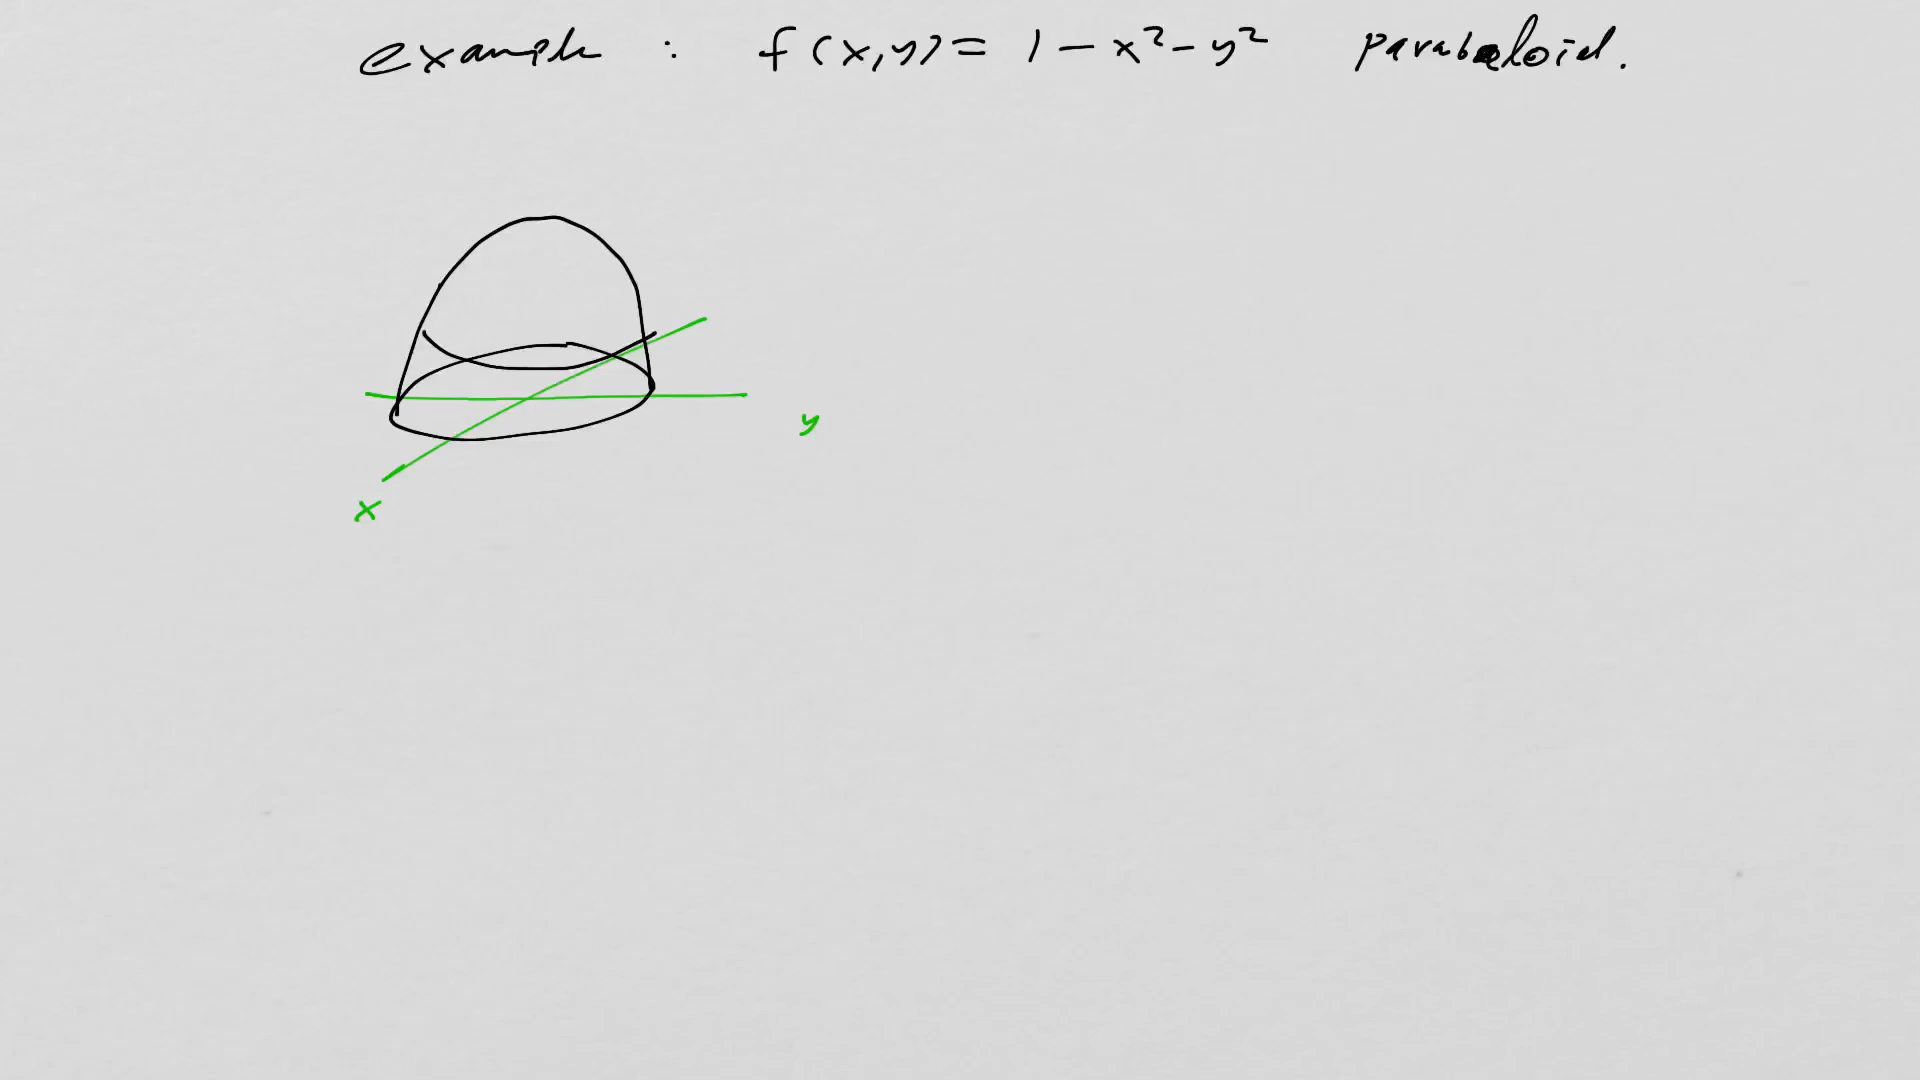 example : f(x,y) = 1 - x² - y² paraboloid.
y
x